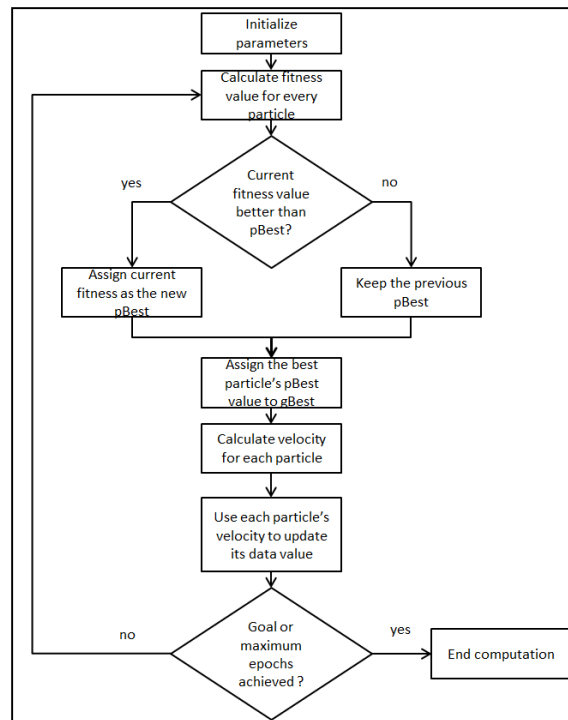 Initialize
parameters
Calculate fitness
value for every
particle
Current
fitness value
better than
pBest?
yes
no
Assign current
fitness as the new
pBest
Keep the previous
pBest
Assign the best
particle's pBest
value to gBest
Calculate velocity
for each particle
Use each particle's
velocity to update
its data value
Goal or
maximum
epochs
achieved ?
no
yes
End computation